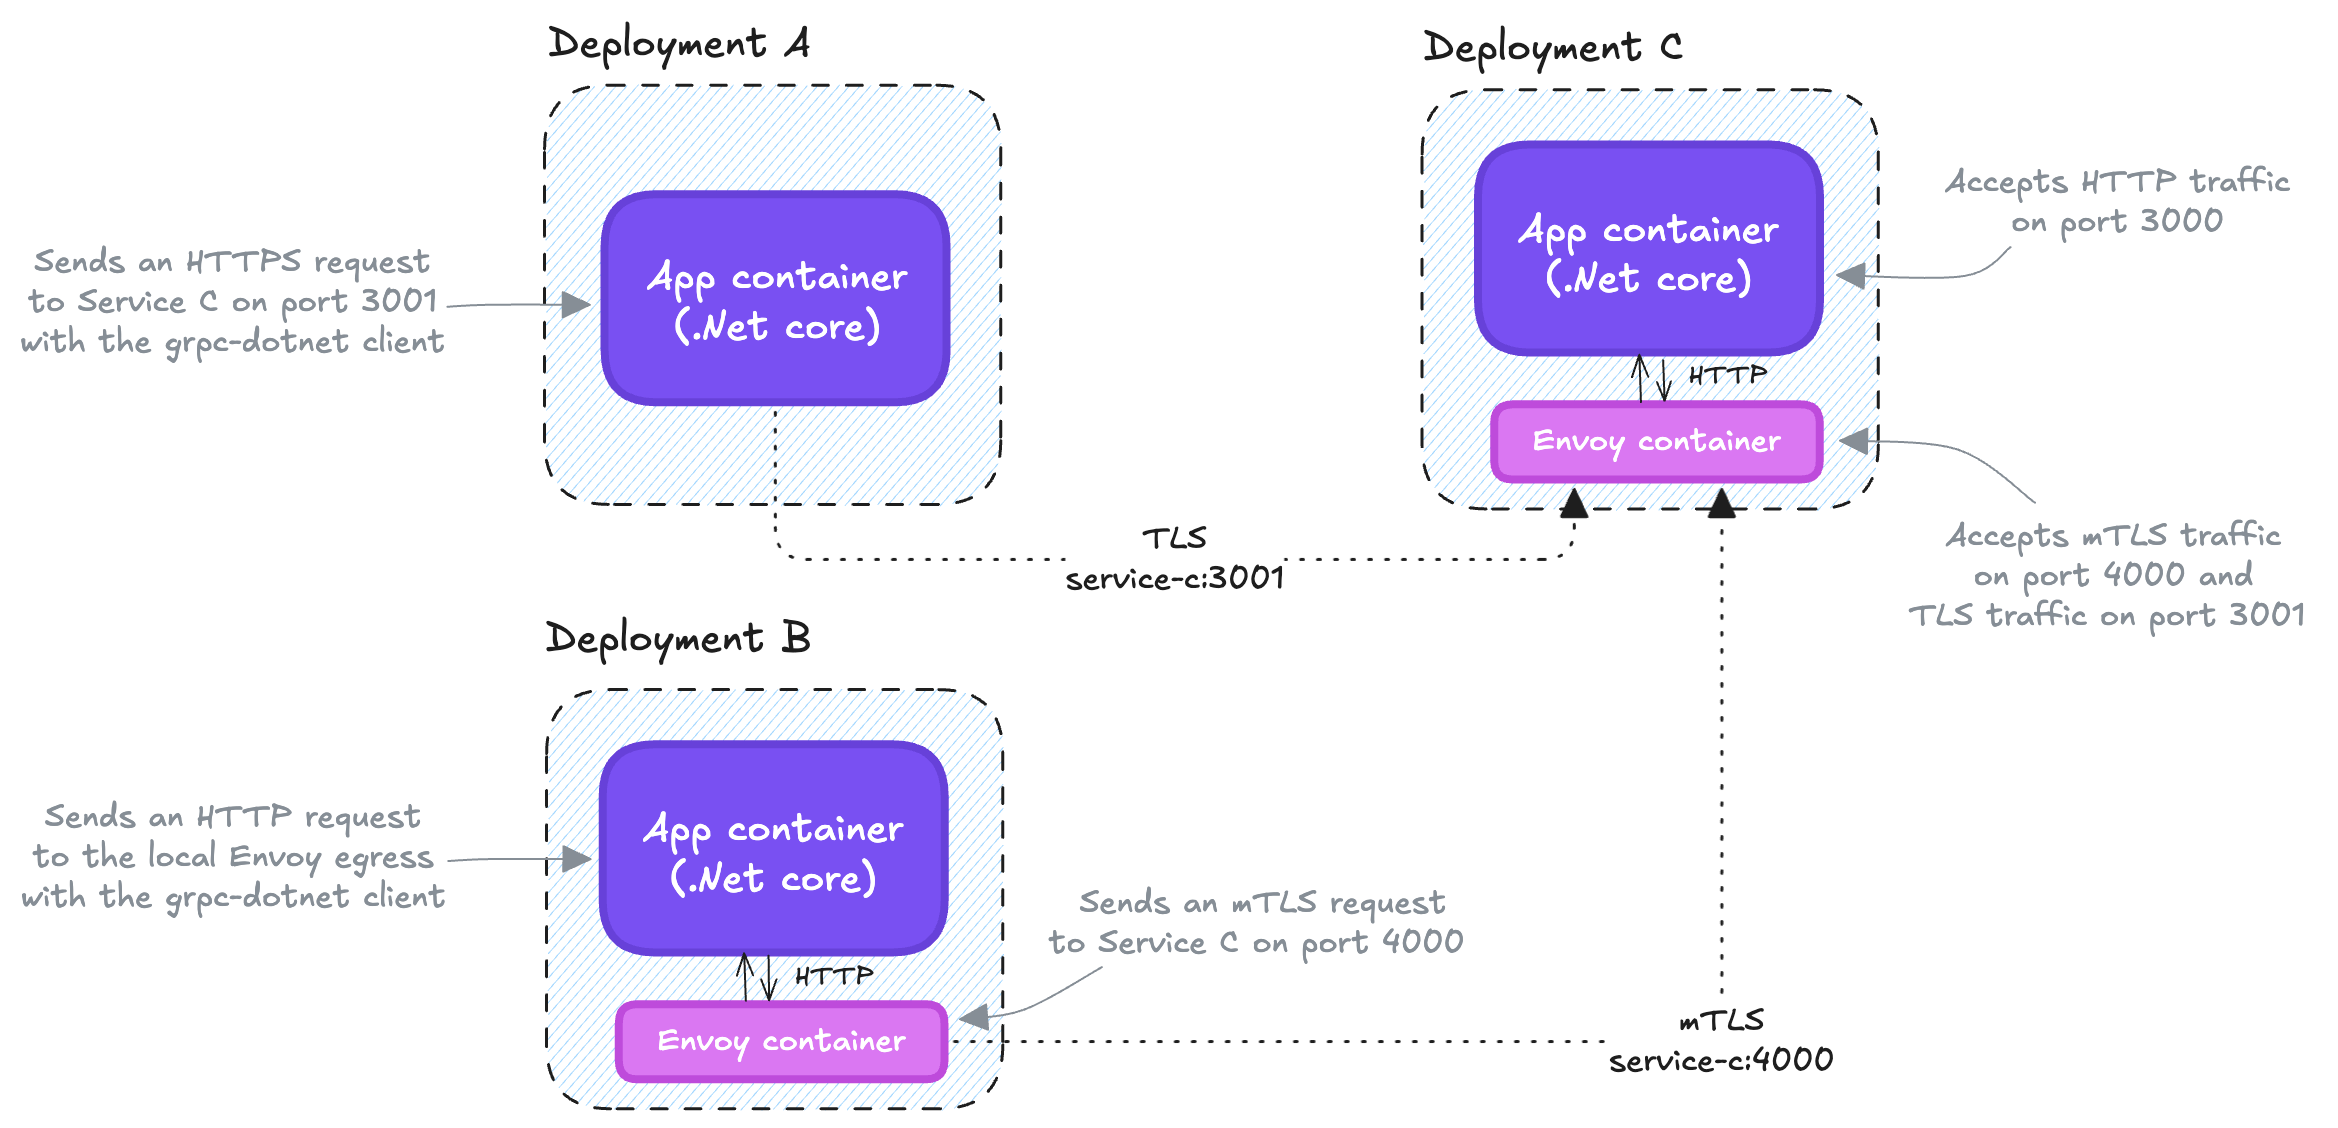 Deployment A
Deployment C
Sends an HTTPS request
to Service C on port 3001
with the grpc-dotnet client
App container
(.Net core)
App container
(.Net core)
Accepts HTTP traffic
on port 3000
HTTP
Envoy container
Accepts mTLS traffic
on port 4000 and
TLS traffic on port 3001
TLS
service-c:3001
Deployment B
Sends an HTTP request
to the local Envoy egress
with the grpc-dotnet client
App container
(.Net core)
HTTP
Envoy container
Sends an mTLS request
to Service C on port 4000
mTLS
service-c:4000